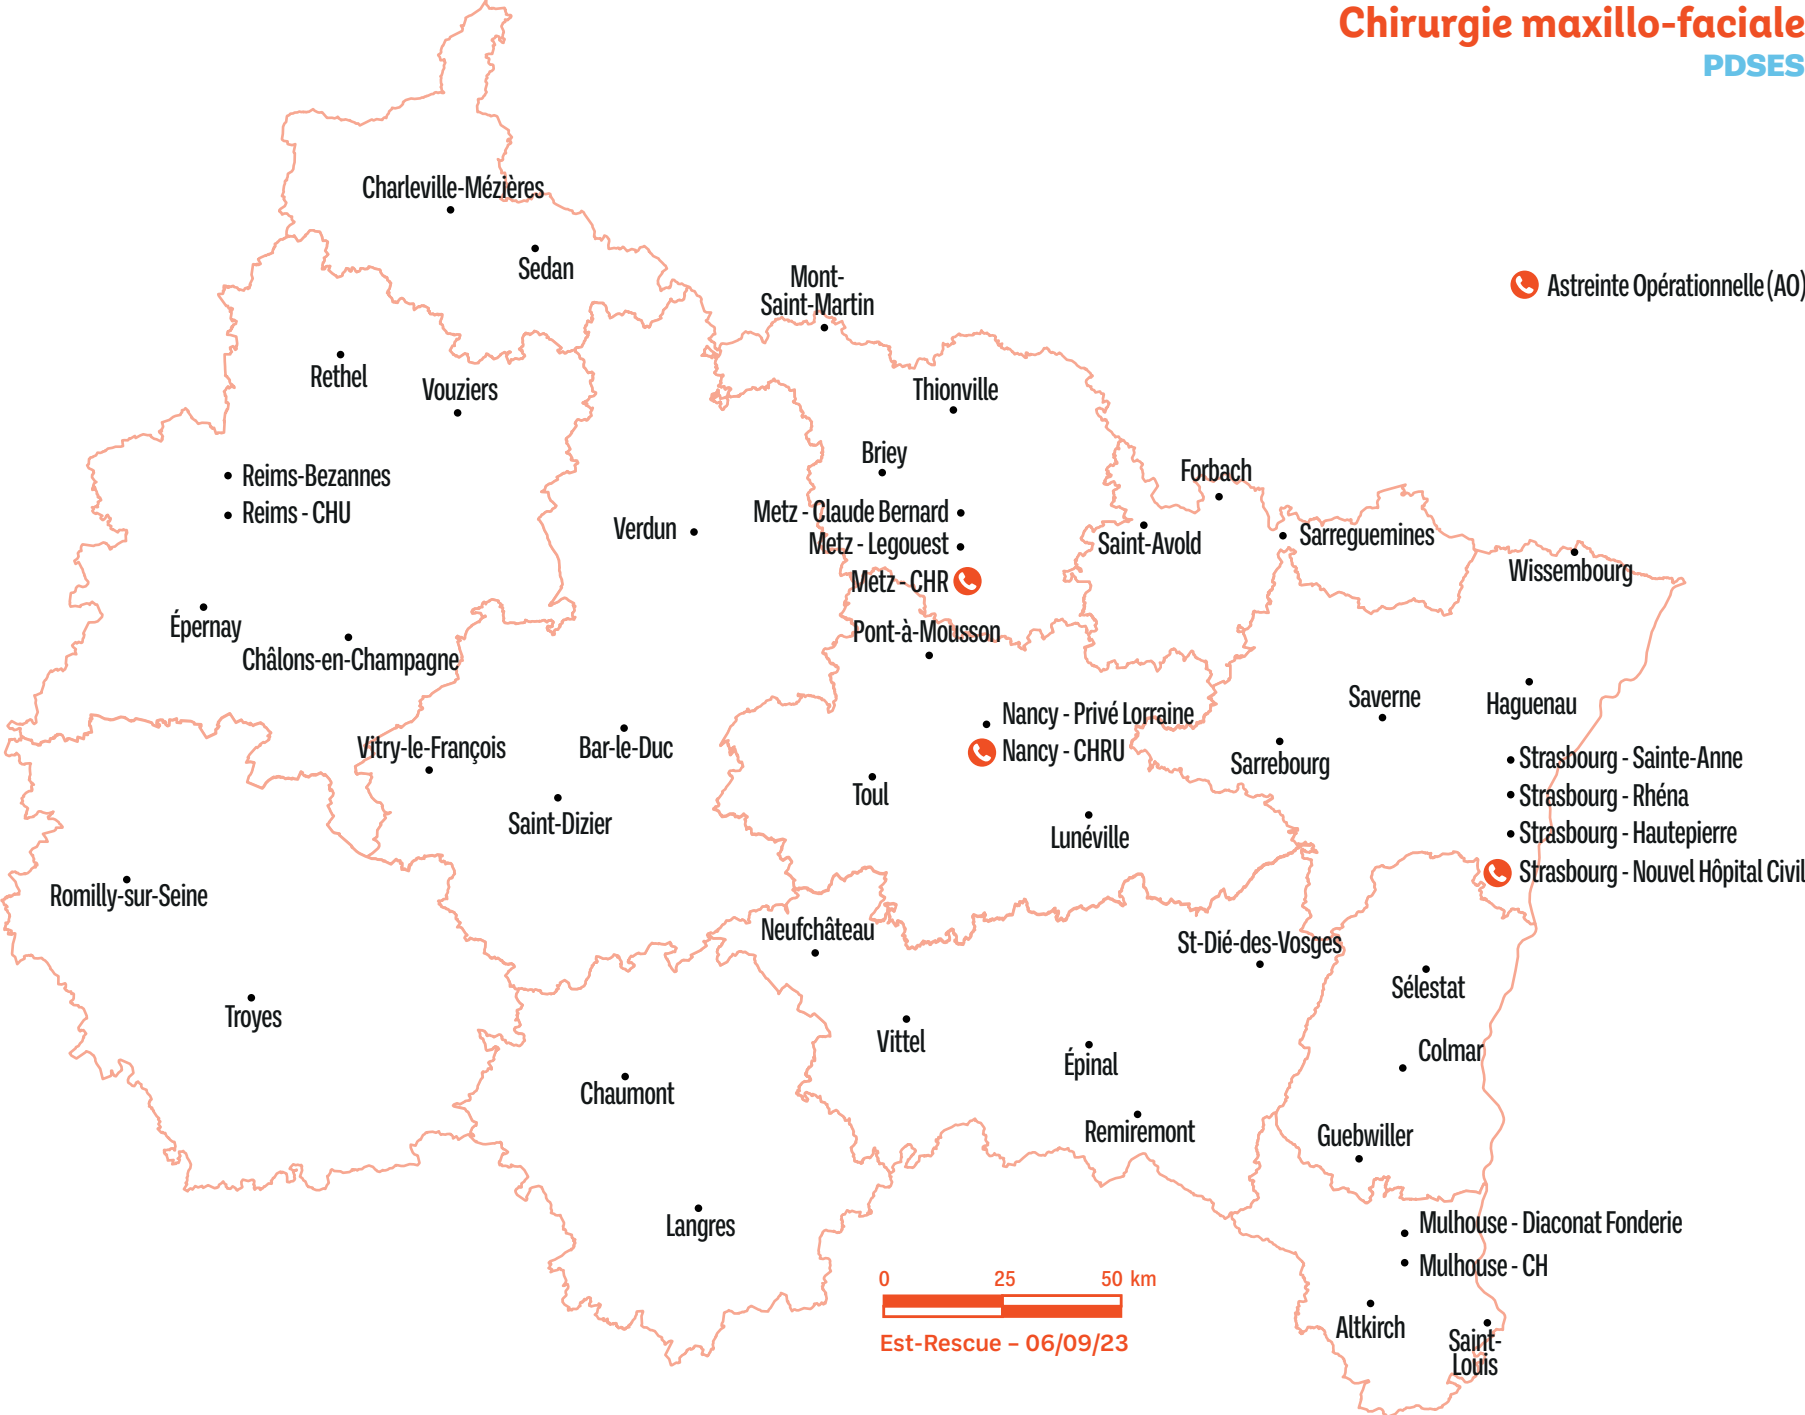 Chirurgie maxillo-faciale
PDSES
Charleville-Mézières
Sedan
Mont-
Saint-Martin
Astreinte Opérationnelle (AO)
Rethel
Vouziers
Thionville
Briey
Forbach
Reims-Bezannes
Reims - CHU
Verdun
Metz - Claude Bernard
Metz - Legouest
Metz - CHR
Saint-Avold
Sarreguemines
Wissembourg
Épernay
Châlons-en-Champagne
Pont-à-Mousson
Saverne
Haguenau
Nancy - Privé Lorraine
Nancy - CHRU
Vitry-le-François
Bar-le-Duc
Sarrebourg
Strasbourg - Sainte-Anne
Strasbourg - Rhéna
Strasbourg - Hautepierre
Strasbourg - Nouvel Hôpital Civil
Toul
Saint-Dizier
Lunéville
Romilly-sur-Seine
Neufchâteau
St-Dié-des-Vosges
Sélestat
Troyes
Vittel
Épinal
Colmar
Chaumont
Remiremont
Guebwiller
Langres
Mulhouse - Diaconat Fonderie
Mulhouse - CH
Altkirch
Saint-
Louis
0 25 50 km
Est-Rescue – 06/09/23